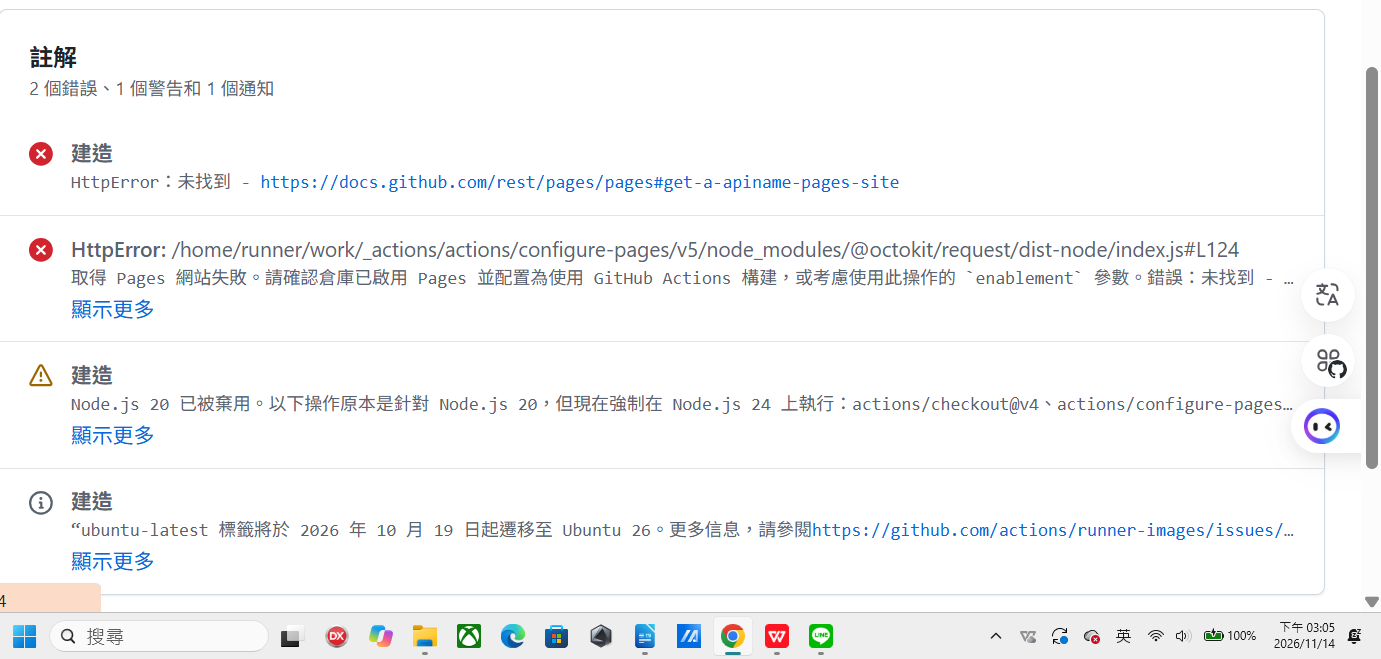 註解
2 個錯誤、1 個警告和 1 個通知
建造
HttpError：未找到 - https://docs.github.com/rest/pages/pages#get-a-apiname-pages-site
HttpError: /home/runner/work/_actions/actions/configure-pages/v5/node_modules/@octokit/request/dist-node/index.js#L124
取得 Pages 網站失敗。請確認倉庫已啟用 Pages 並配置為使用 GitHub Actions 構建，或考慮使用此操作的 `enablement` 參數。錯誤：未找到 - …
顯示更多
建造
Node.js 20 已被棄用。以下操作原本是針對 Node.js 20，但現在強制在 Node.js 24 上執行：actions/checkout@v4、actions/configure-pages…
顯示更多
建造
“ubuntu-latest 標籤將於 2026 年 10 月 19 日起遷移至 Ubuntu 26。更多信息，請參閱https://github.com/actions/runner-images/issues/…
顯示更多
4
搜尋
DX
LINE
英
100%
下午 03:05
2026/11/14